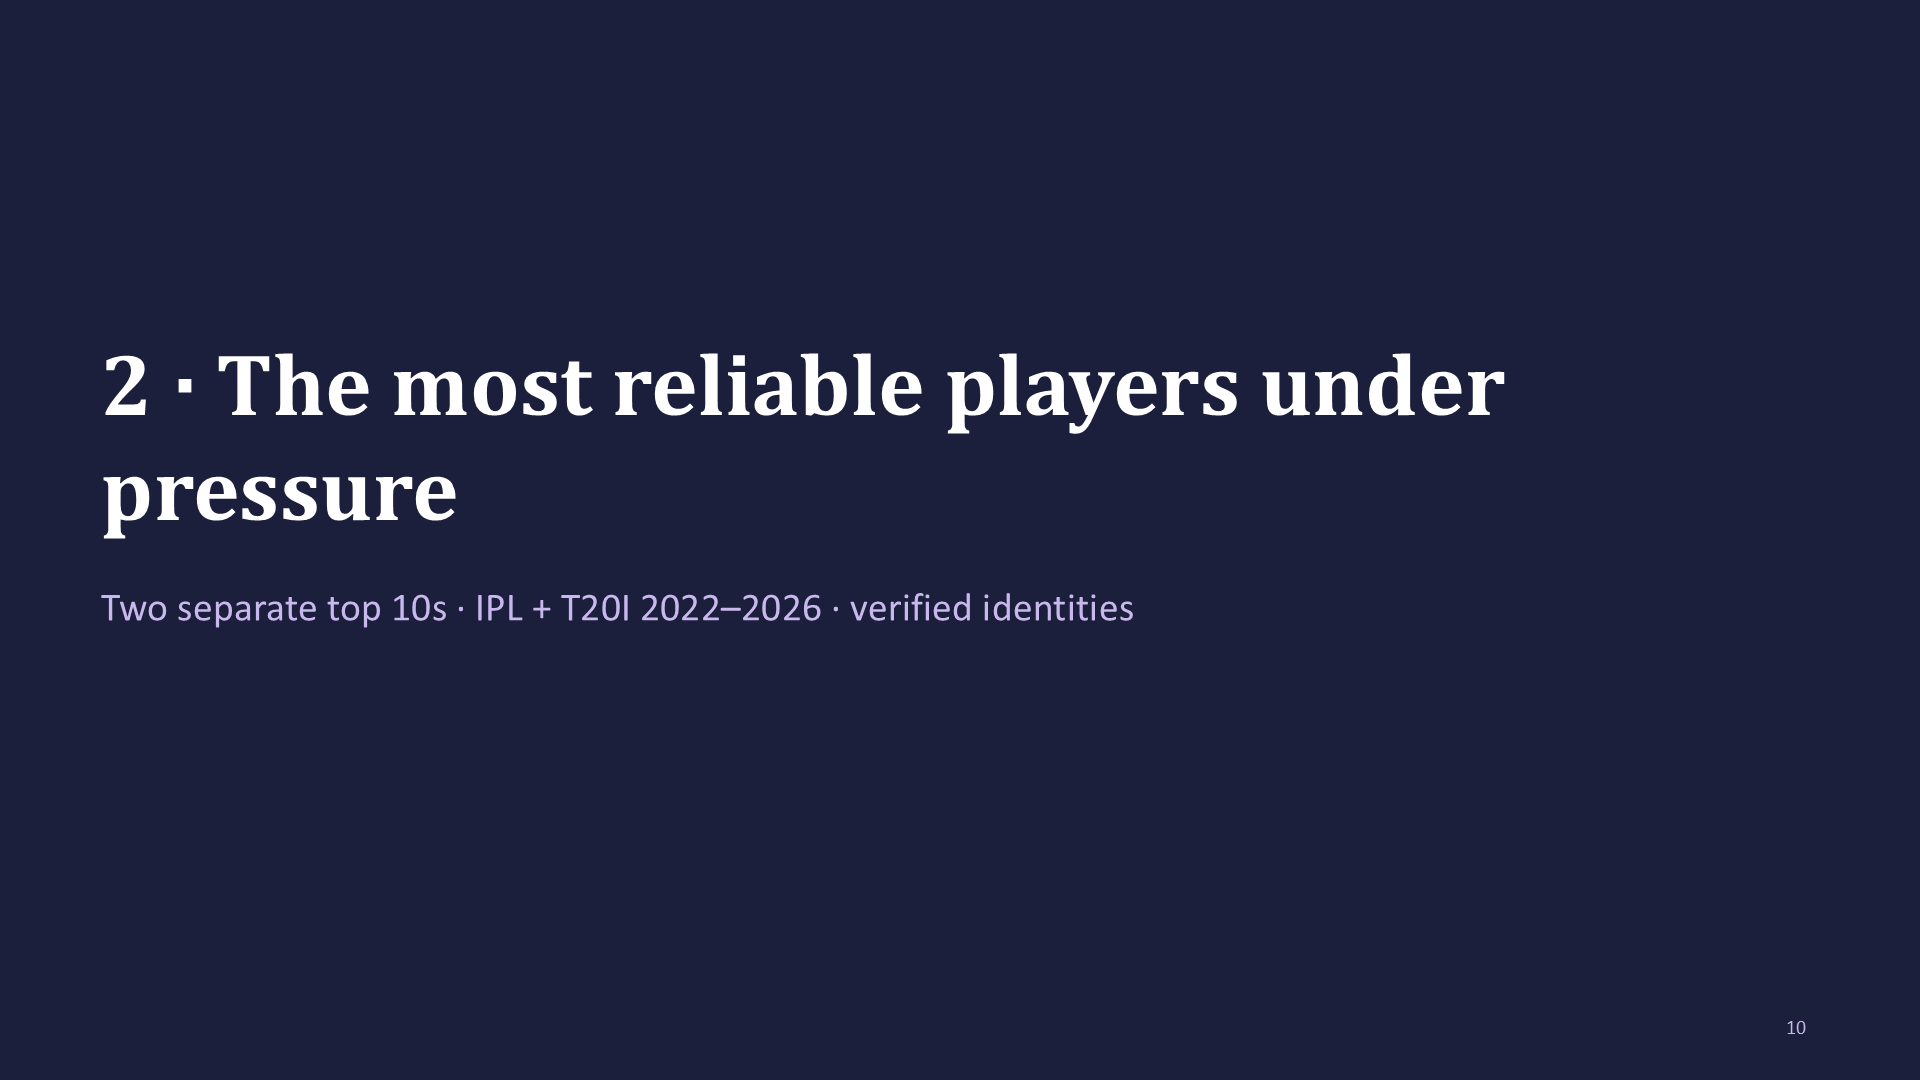 2 · The most reliable players under
pressure
Two separate top 10s · IPL + T20I 2022–2026 · verified identities
10